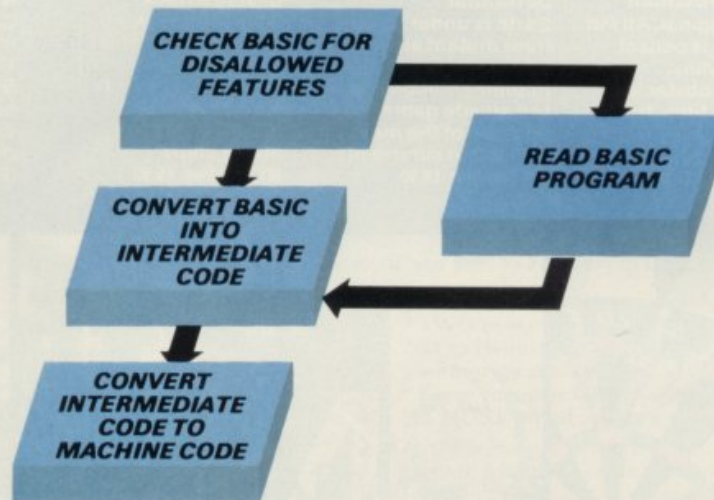 CHECK BASIC FOR
DISALLOWED
FEATURES
READ BASIC
PROGRAM
CONVERT BASIC
INTO
INTERMEDIATE
CODE
CONVERT
INTERMEDIATE
CODE TO
MACHINE CODE